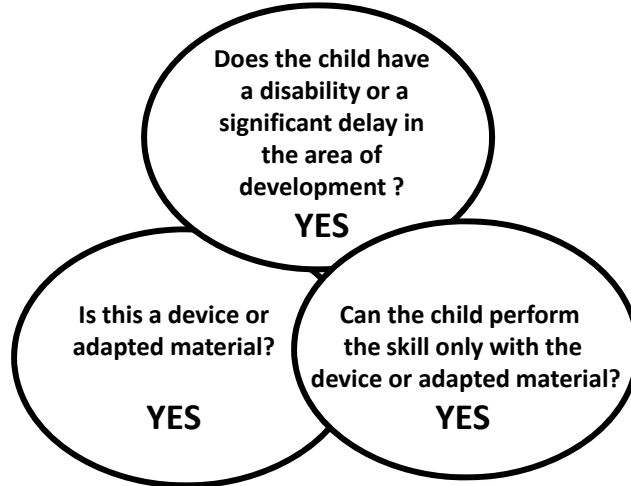 Does the child have
a disability or a
significant delay in
the area of
development ?
YES
Is this a device or
adapted material?
YES
Can the child perform
the skill only with the
device or adapted material?
YES